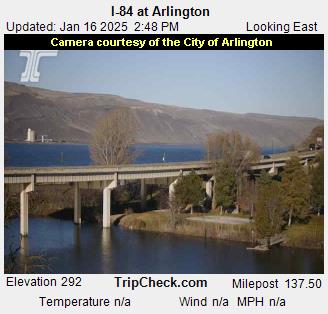 I-84 at Arlington
Updated: Jan 16 2025 2:48 PM Looking East
Camera courtesy of the City of Arlington
Elevation 292 TripCheck.com Milepost 137.50
Temperature n/a Wind n/a MPH n/a